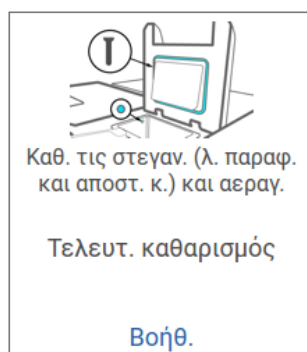 Καθ. τις στεγαν. (λ. παραφ.
και αποστ. κ.) και αεραγ.
Τελευτ. καθαρισμός
Βοήθ.